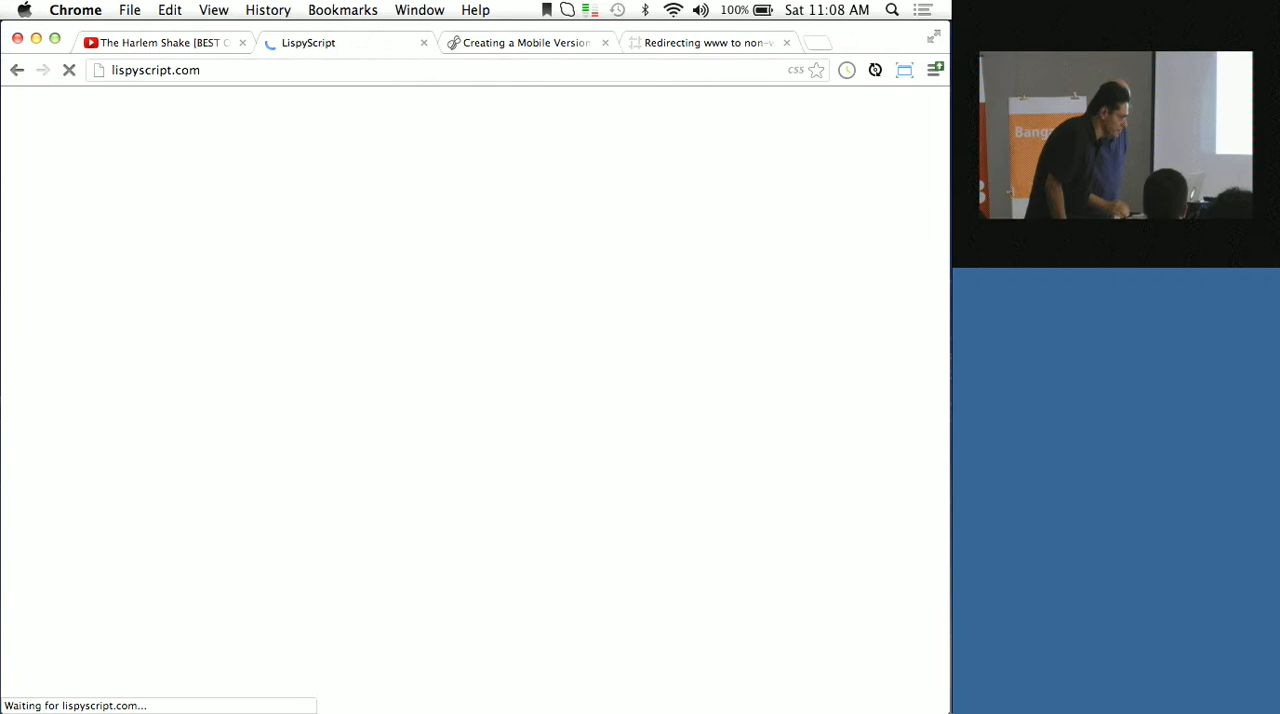 Chrome File Edit View History Bookmarks Window Help 100% Sat 11:08 AM
The Harlem Shake [BEST LispyScript Creating a Mobile Version Redirecting www to non-
lispyscript.com css
Bang
Waiting for lispyscript.com...